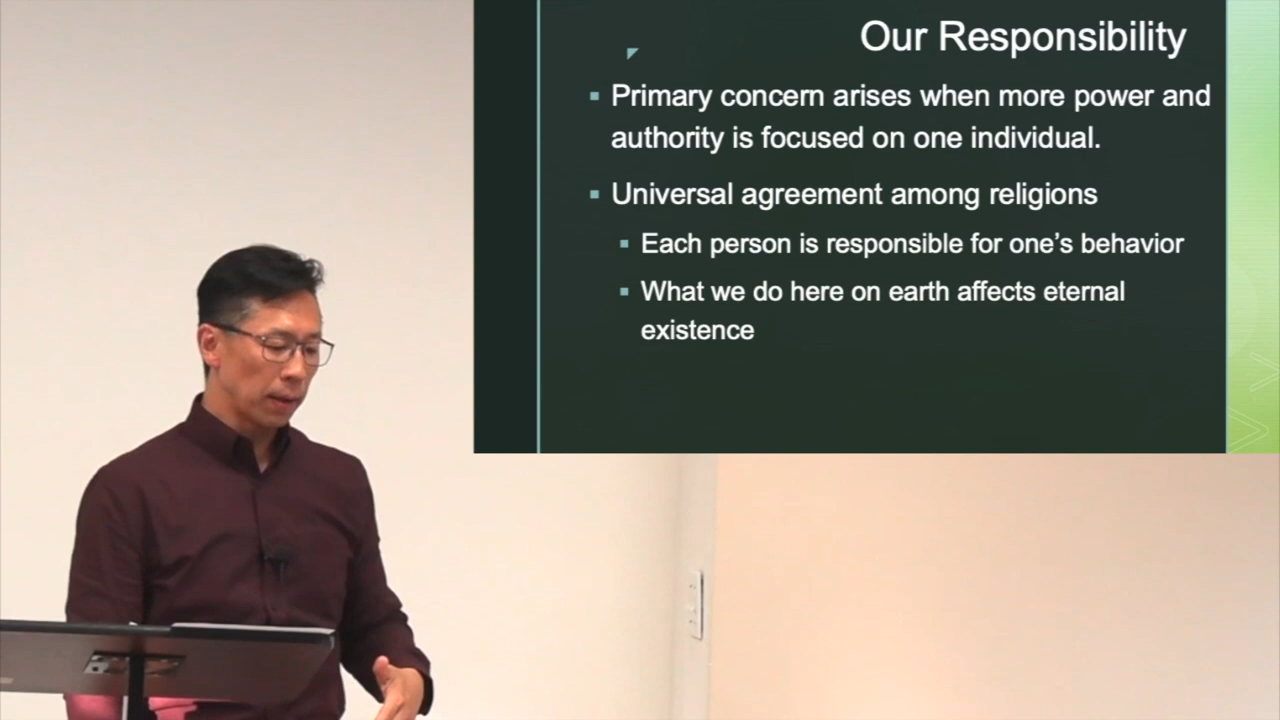 Our Responsibility
▪ Primary concern arises when more power and
authority is focused on one individual.
▪ Universal agreement among religions
▪ Each person is responsible for one’s behavior
▪ What we do here on earth affects eternal
existence